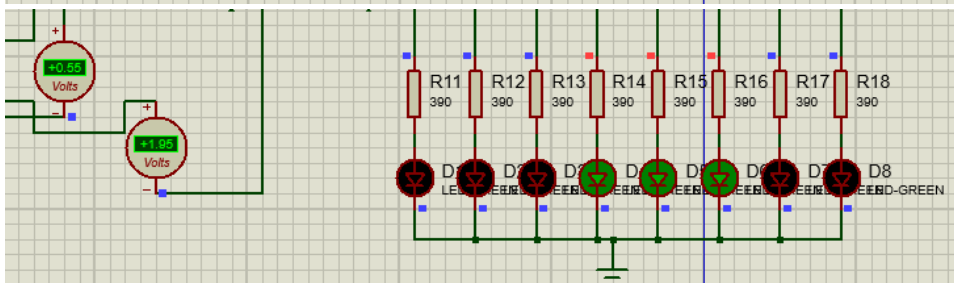 +
+0.55
Volts
−
+
+1.95
Volts
−
R11 R12 R13 R14 R15 R16 R17 R18
390 390 390 390 390 390 390 390
D8
LED-GREEN